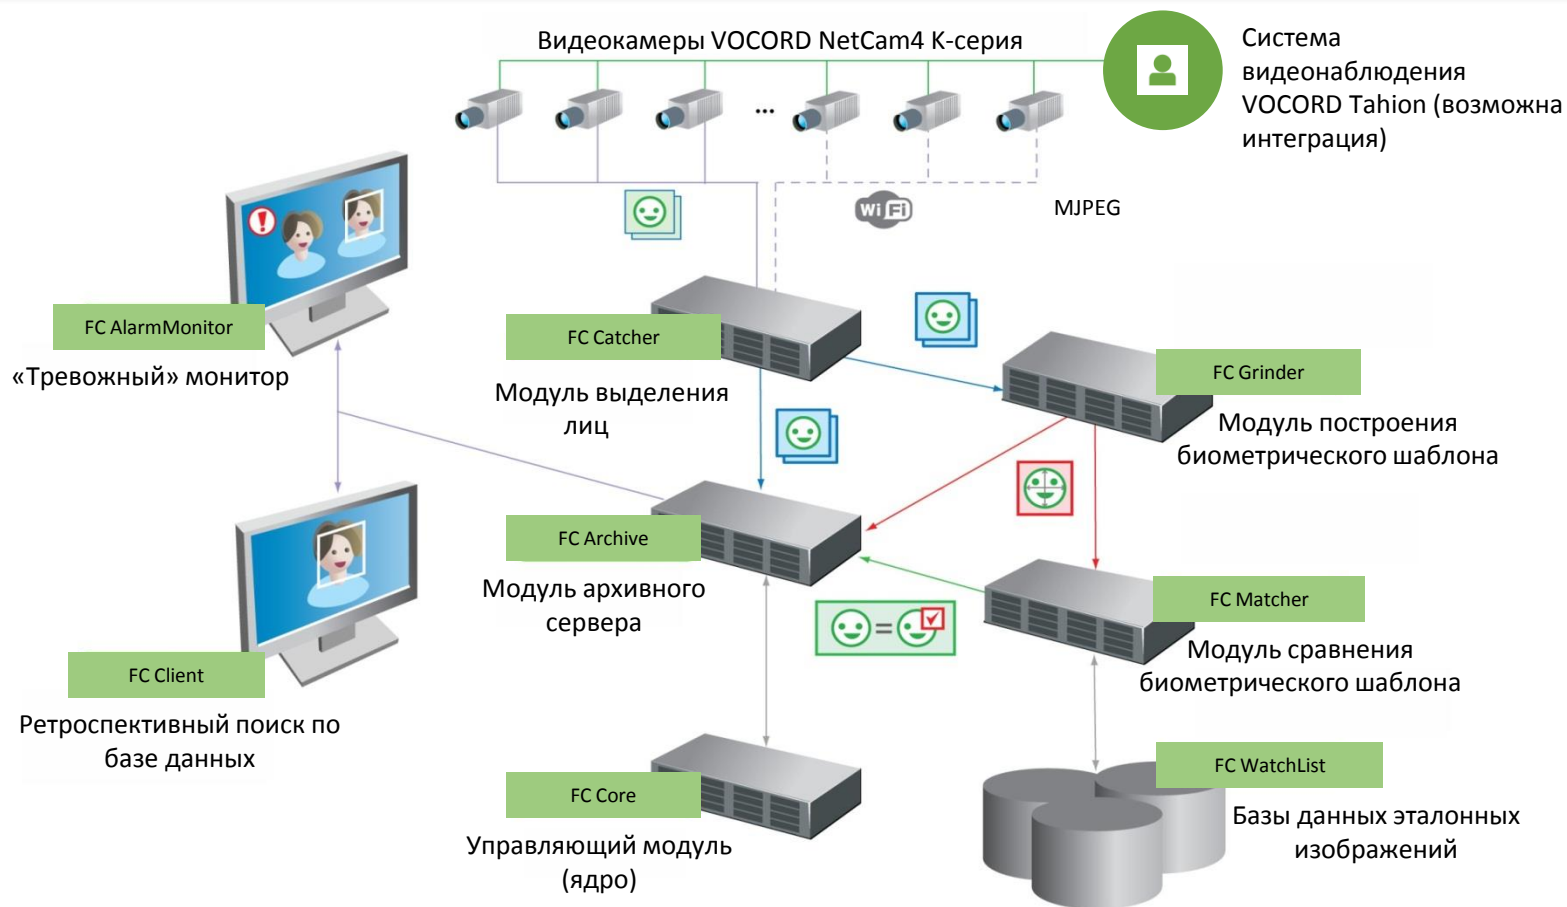 Видеокамеры VOCORD NetCam4 К-серия
Система
видеонаблюдения
VOCORD Tahion (возможна
интеграция)
...
Wi Fi
MJPEG
FC AlarmMonitor
«Тревожный» монитор
FC Catcher
Модуль выделения
лиц
FC Grinder
Модуль построения
биометрического шаблона
FC Archive
Модуль архивного
сервера
FC Matcher
Модуль сравнения
биометрического шаблона
FC Client
Ретроспективный поиск по
базе данных
FC Core
Управляющий модуль
(ядро)
FC WatchList
Базы данных эталонных
изображений